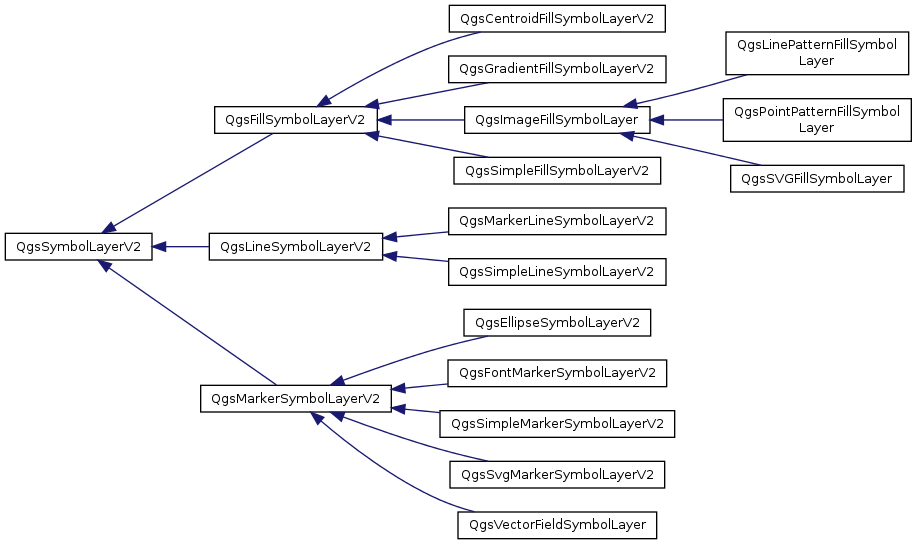 QgsCentroidFillSymbolLayerV2
QgsLinePatternFillSymbol
Layer
QgsGradientFillSymbolLayerV2
QgsFillSymbolLayerV2
QgsImageFillSymbolLayer
QgsPointPatternFillSymbol
Layer
QgsSimpleFillSymbolLayerV2
QgsSVGFillSymbolLayer
QgsMarkerLineSymbolLayerV2
QgsSymbolLayerV2
QgsLineSymbolLayerV2
QgsSimpleLineSymbolLayerV2
QgsEllipseSymbolLayerV2
QgsFontMarkerSymbolLayerV2
QgsMarkerSymbolLayerV2
QgsSimpleMarkerSymbolLayerV2
QgsSvgMarkerSymbolLayerV2
QgsVectorFieldSymbolLayer